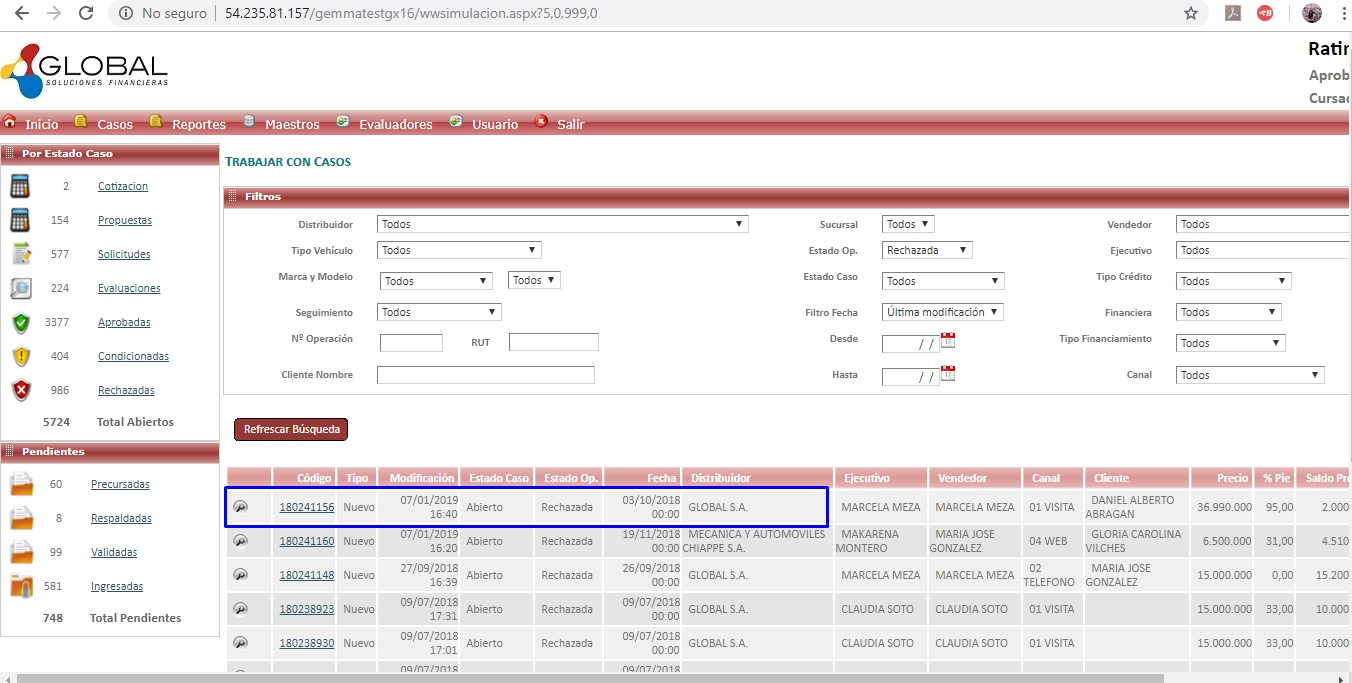 No seguro | 54.235.81.157/gemmatestgx16/wwsimulacion.aspx?5,0,999,0
GLOBAL
SOLUCIONES FINANCIERAS
Ratin
Aprob
Cursad
Inicio Casos Reportes Maestros Evaluadores Usuario Salir
Por Estado Caso
2 Cotizacion
154 Propuestas
577 Solicitudes
224 Evaluaciones
3377 Aprobadas
404 Condicionadas
986 Rechazadas
5724 Total Abiertos
Pendientes
60 Precursadas
8 Respaldadas
99 Validadas
581 Ingresadas
748 Total Pendientes
TRABAJAR CON CASOS
Filtros
Distribuidor Todos Sucursal Todos Vendedor Todos
Tipo Vehículo Todos Estado Op. Rechazada Ejecutivo Todos
Marca y Modelo Todos Todos Estado Caso Todos Tipo Crédito Todos
Seguimiento Todos Filtro Fecha Última modificación Financiera Todos
Nº Operación RUT Desde / / Tipo Financiamiento Todos
Cliente Nombre Hasta / / Canal Todos
Refrescar Búsqueda
Código Tipo Modificación Estado Caso Estado Op. Fecha Distribuidor Ejecutivo Vendedor Canal Cliente Precio % Pie Saldo Pre
180241156 Nuevo 07/01/2019 16:40 Abierto Rechazada 03/10/2018 00:00 GLOBAL S.A. MARCELA MEZA MARCELA MEZA 01 VISITA DANIEL ALBERTO ABRAGAN 36.990.000 95,00 2.000
180241160 Nuevo 07/01/2019 16:20 Abierto Rechazada 19/11/2018 00:00 MECANICA Y AUTOMOVILES CHIAPPE S.A. MAKARENA MONTERO MARIA JOSE GONZALEZ 04 WEB GLORIA CAROLINA VILCHES 6.500.000 31,00 4.510
180241148 Nuevo 27/09/2018 16:39 Abierto Rechazada 26/09/2018 00:00 GLOBAL S.A. MARCELA MEZA MARCELA MEZA 02 TELEFONO MARIA JOSE GONZALEZ 15.000.000 0,00 15.200
180238923 Nuevo 09/07/2018 17:31 Abierto Rechazada 09/07/2018 00:00 GLOBAL S.A. CLAUDIA SOTO CLAUDIA SOTO 01 VISITA 15.000.000 33,00 10.000
180238930 Nuevo 09/07/2018 17:01 Abierto Rechazada 09/07/2018 00:00 GLOBAL S.A. CLAUDIA SOTO CLAUDIA SOTO 01 VISITA 15.000.000 33,00 10.000
09/07/2018 09/07/2018